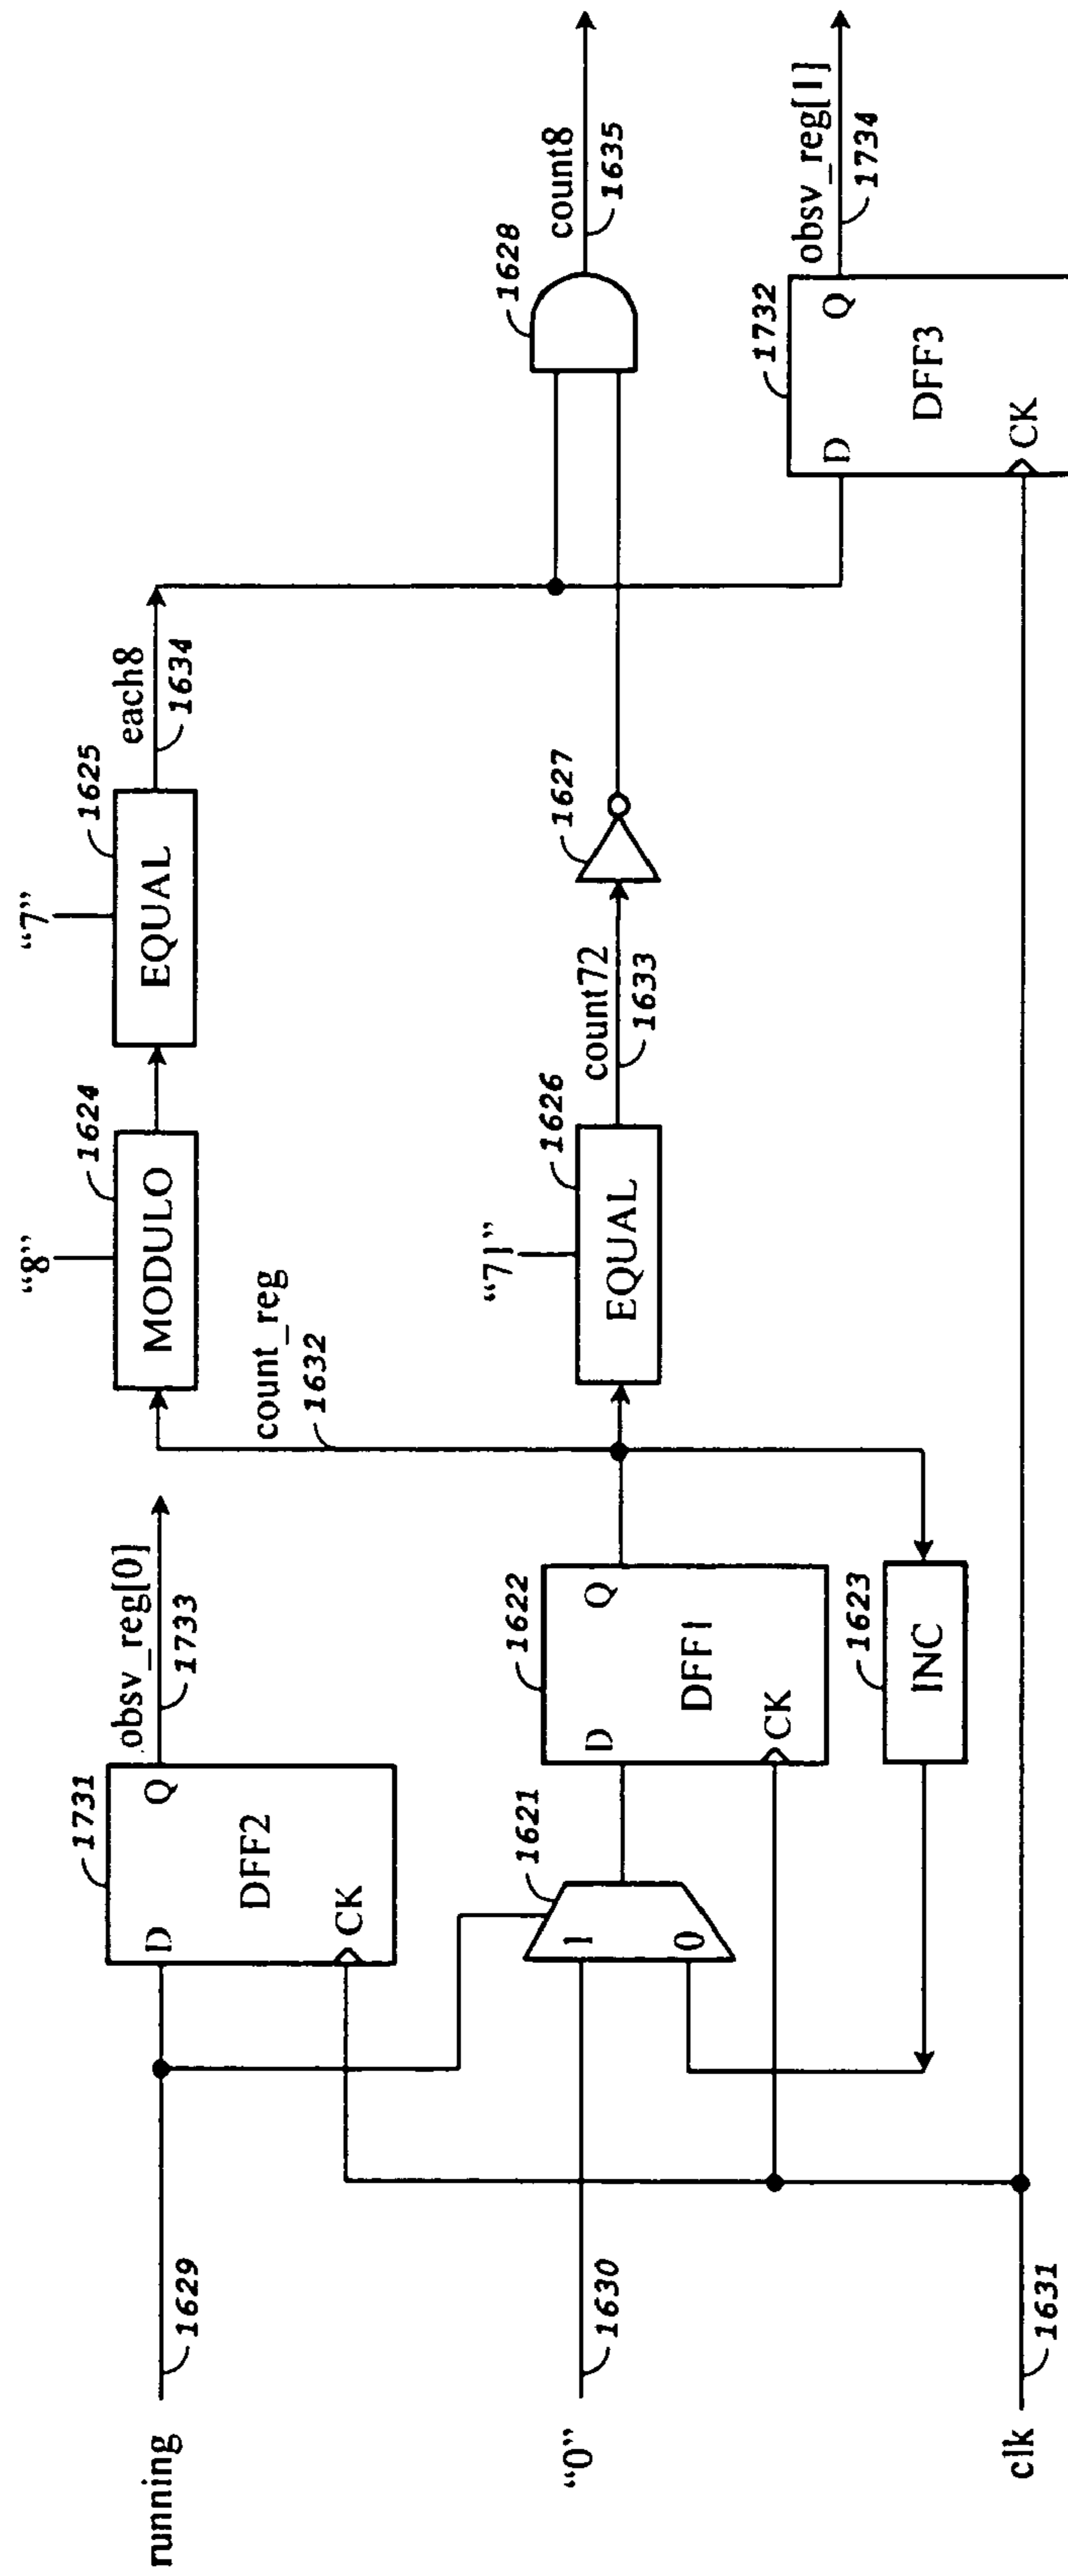 running
1629
"0"
1630
clk
1631
1731
D
Q
DFF2
CK
obsv_reg[0]
1733
1621
1
0
1622
D
Q
DFF1
CK
1623
INC
count_reg
1632
"8"
1624
MODULO
"7"
1625
EQUAL
each8
1634
"71"
1626
EQUAL
count72
1633
1627
1628
count8
1635
1732
D
Q
DFF3
CK
obsv_reg[1]
1734